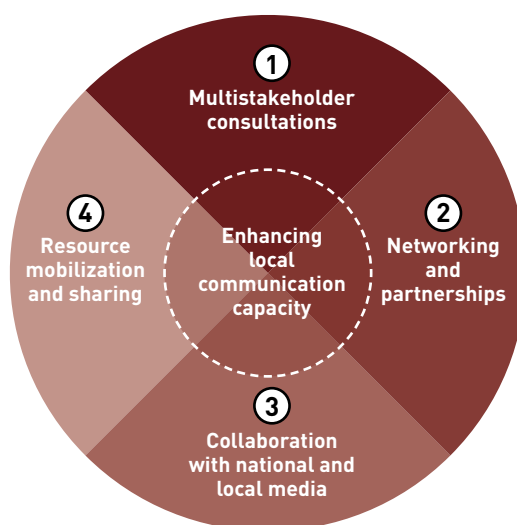 1
Multistakeholder
consultations
2
Networking
and
partnerships
3
Collaboration
with national and
local media
4
Resource
mobilization
and sharing
Enhancing
local
communication
capacity